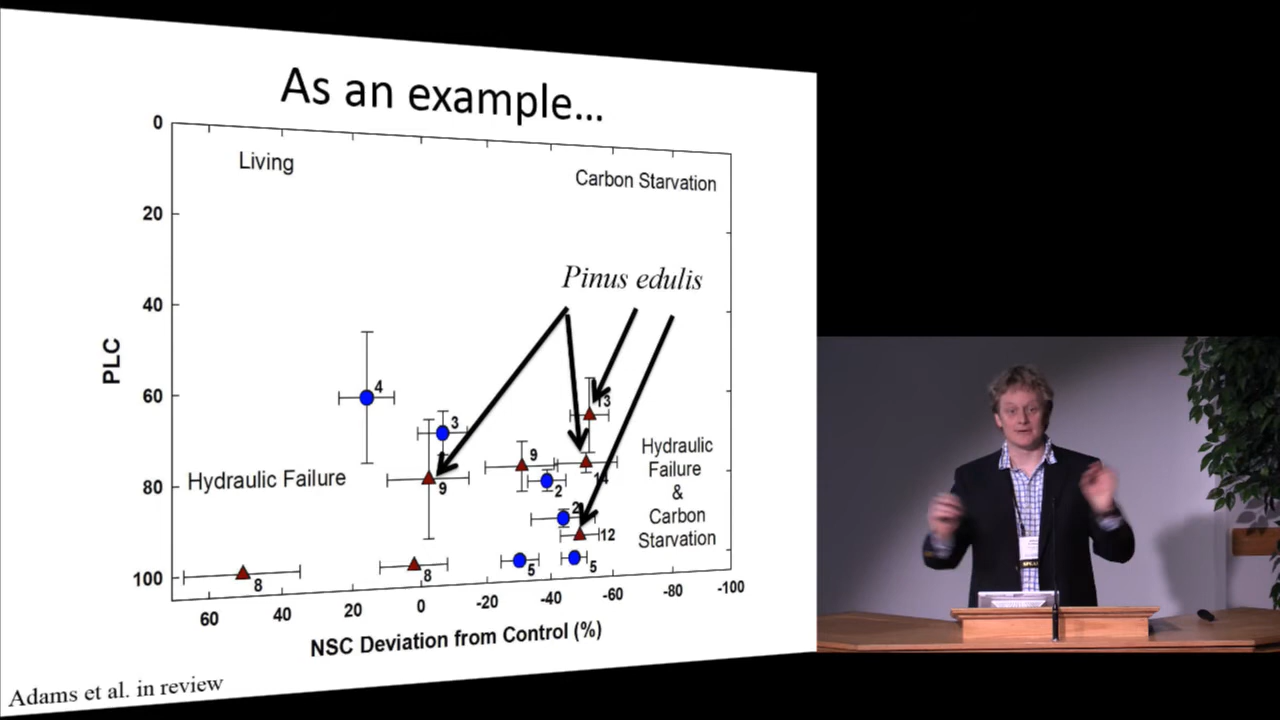 As an example...
0
20
40
60
80
100
PLC
Living
Carbon Starvation
Pinus edulis
4
3
13
9
Hydraulic Failure
9
2
14
Hydraulic
Failure
&
Carbon
Starvation
2
12
8
8
5
5
60
40
20
0
-20
-40
-60
-80
-100
NSC Deviation from Control (%)
Adams et al. in review